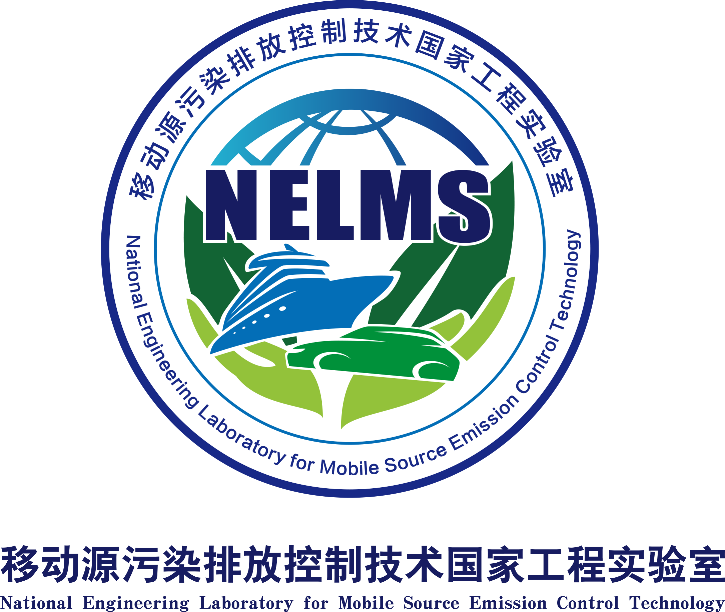 移动源污染排放控制技术国家工程实验室
NELMS
National Engineering Laboratory for Mobile Source Emission Control Technology
移动源污染排放控制技术国家工程实验室
National Engineering Laboratory for Mobile Source Emission Control Technology